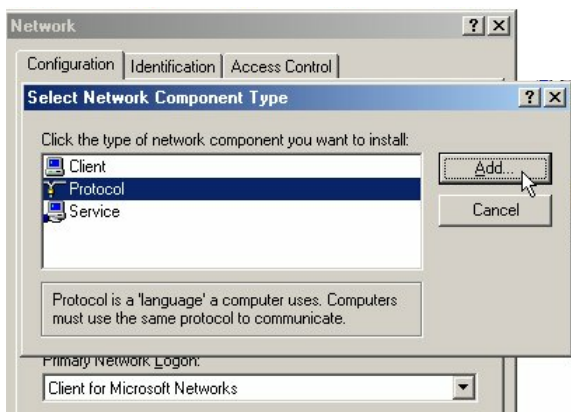 Network
Configuration Identification Access Control
Select Network Component Type
Click the type of network component you want to install:
Client
Protocol
Service
Add...
Cancel
Protocol is a 'language' a computer uses. Computers
must use the same protocol to communicate.
Primary Network Logon:
Client for Microsoft Networks